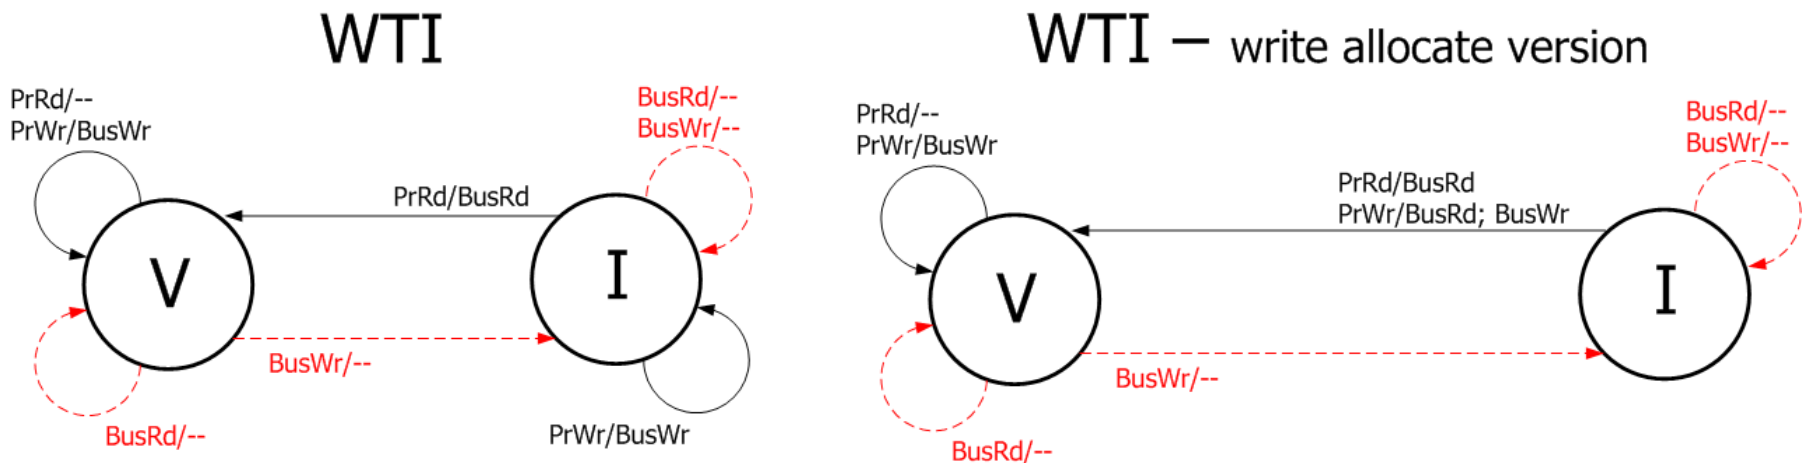 WTI
PrRd/--
PrWr/BusWr
BusRd/--
BusWr/--
PrRd/BusRd
V
I
BusWr/--
BusRd/--
PrWr/BusWr
WTI – write allocate version
PrRd/--
PrWr/BusWr
BusRd/--
BusWr/--
PrRd/BusRd
PrWr/BusRd; BusWr
V
I
BusWr/--
BusRd/--